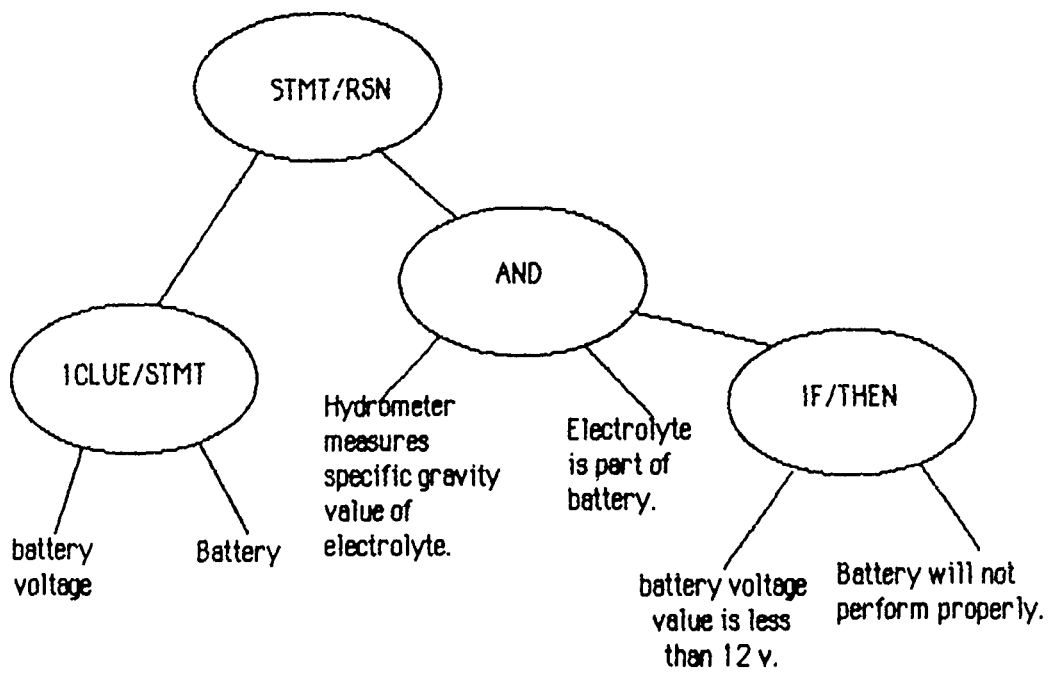 STMT/RSN
AND
1CLUE/STMT
IF/THEN
Hydrometer
measures
specific gravity
value of
electrolyte.
Electrolyte
is part of
battery.
battery
voltage
Battery
battery voltage
value is less
than 12 v.
Battery will not
perform properly.